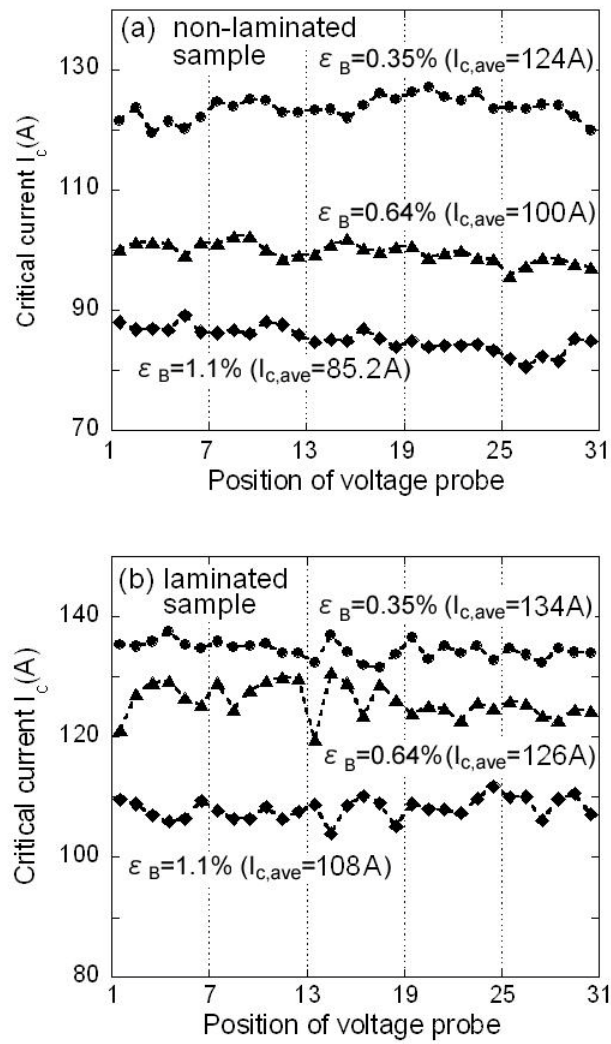 (a) non-laminated
sample
ε B=0.35% (Ic,ave=124A)
130
110
90
70
Critical current Ic(A)
ε B=0.64% (Ic,ave=100A)
ε B=1.1% (Ic,ave=85.2A)
1 7 13 19 25 31
Position of voltage probe
(b) laminated
sample
ε B=0.35% (Ic,ave=134A)
140
120
100
80
Critical current Ic(A)
ε B=0.64% (Ic,ave=126A)
ε B=1.1% (Ic,ave=108A)
1 7 13 19 25 31
Position of voltage probe